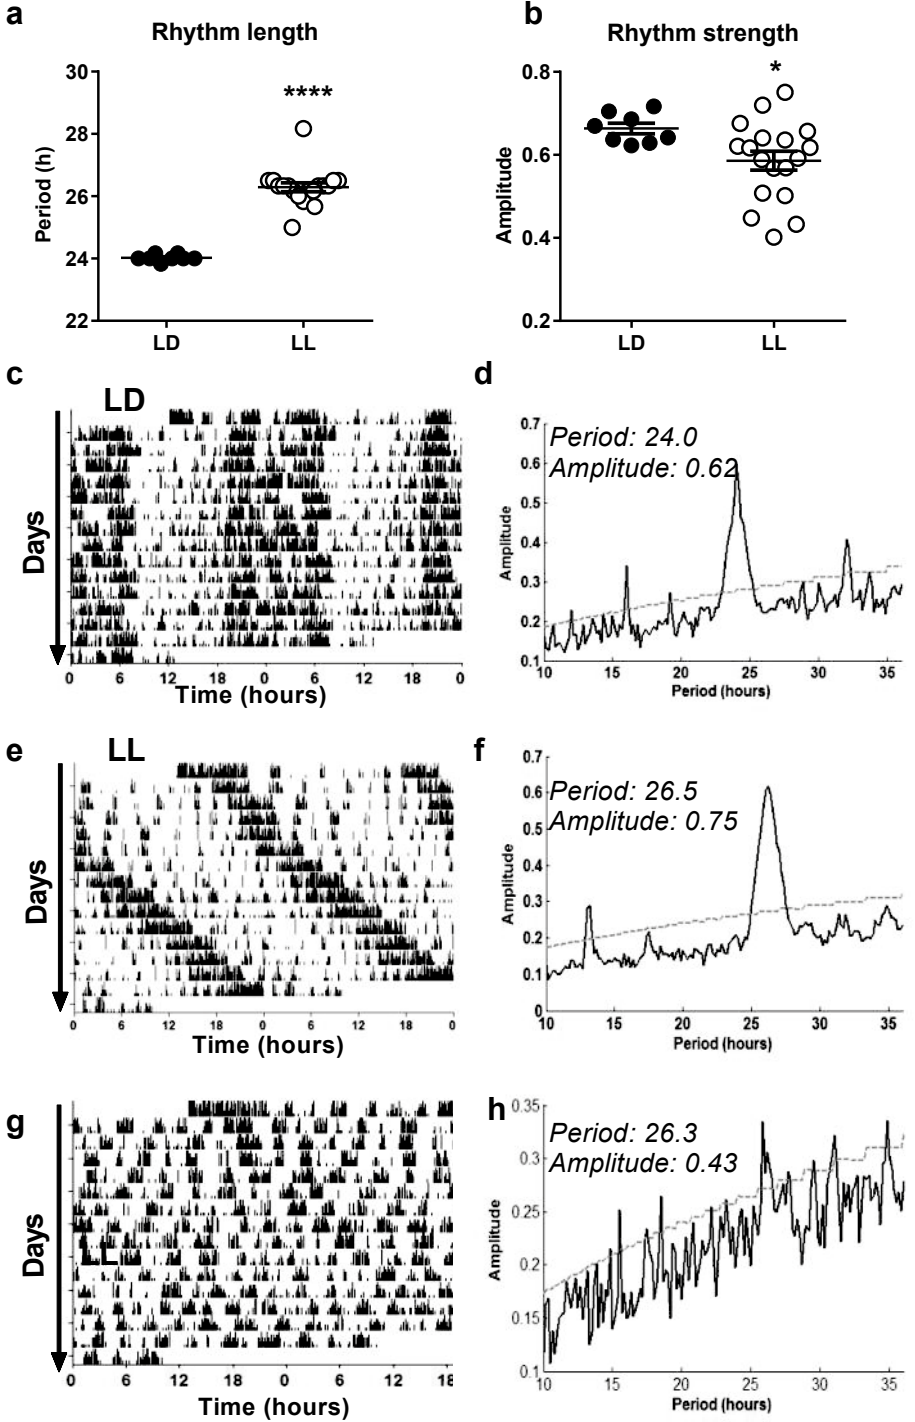 a
Rhythm length
30
28
26
24
22
Period (h)
****
LD
LL
b
Rhythm strength
0.8
0.6
0.4
0.2
Amplitude
*
LD
LL
c
LD
Days
0 6 12 18 0 6 12 18 0
Time (hours)
d
0.7
0.6
0.5
0.4
0.3
0.2
0.1
Amplitude
Period: 24.0
Amplitude: 0.62
10 15 20 25 30 35
Period (hours)
e
LL
Days
0 6 12 18 0 6 12 18 0
Time (hours)
f
0.7
0.6
0.5
0.4
0.3
0.2
0.1
0
Amplitude
Period: 26.5
Amplitude: 0.75
10 15 20 25 30 35
Period (hours)
g
Days
LL
0 6 12 18 0 6 12 18
Time (hours)
h
0.35
0.3
0.25
0.2
0.15
0.1
Amplitude
Period: 26.3
Amplitude: 0.43
10 15 20 25 30 35
Period (hours)